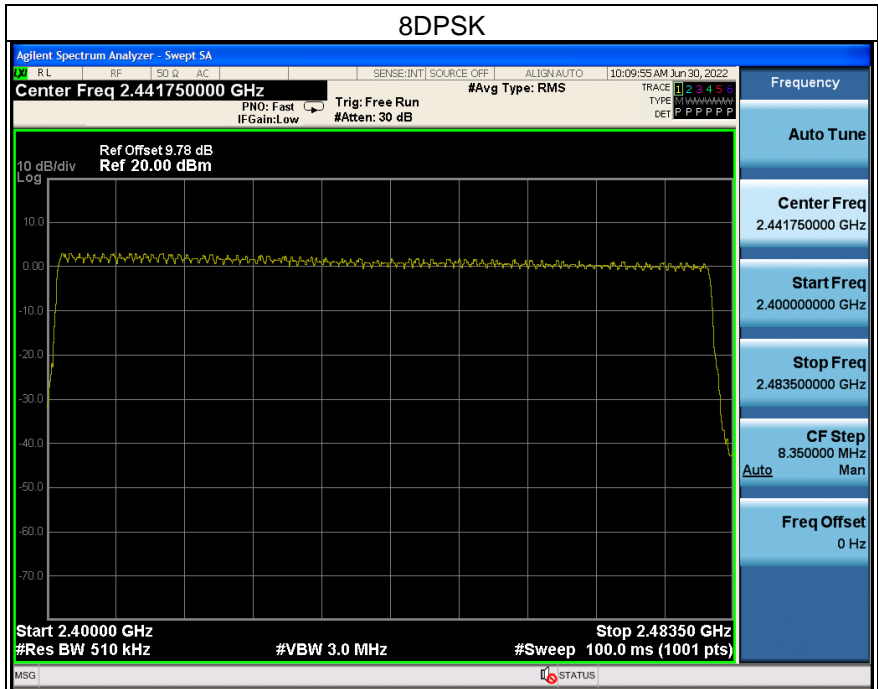 8DPSK
Agilent Spectrum Analyzer - Swept SA
LXI RL RF 50 Ω AC SENSE:INT SOURCE OFF ALIGN AUTO 10:09:55 AM Jun 30, 2022
Center Freq 2.441750000 GHz
PNO: Fast
IFGain:Low
Trig: Free Run
#Atten: 30 dB
#Avg Type: RMS
TRACE 1 2 3 4 5 6
TYPE M WWWWW
DET P P P P P P
Ref Offset 9.78 dB
10 dB/div Ref 20.00 dBm
Log
10.0
0.00
-10.0
-20.0
-30.0
-40.0
-50.0
-60.0
-70.0
Start 2.40000 GHz Stop 2.48350 GHz
#Res BW 510 kHz #VBW 3.0 MHz #Sweep 100.0 ms (1001 pts)
MSG STATUS
Frequency
Auto Tune
Center Freq
2.441750000 GHz
Start Freq
2.400000000 GHz
Stop Freq
2.483500000 GHz
CF Step
8.350000 MHz
Auto Man
Freq Offset
0 Hz